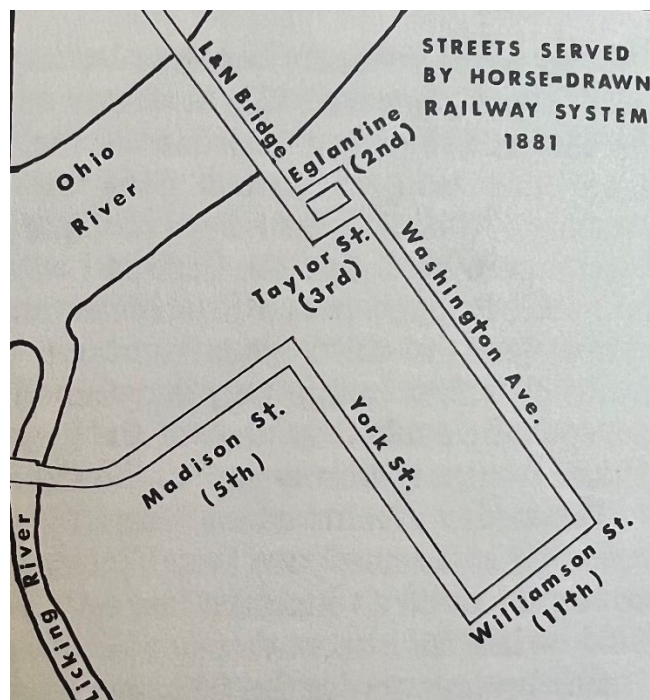 STREETS SERVED
BY HORSE=DRAWN
RAILWAY SYSTEM
1881
L&N Bridge
Eglantine
(2nd)
Ohio
River
Taylor St.
(3rd)
Washington Ave.
York St.
Madison St.
(5th)
Williamson St.
(11th)
Licking River